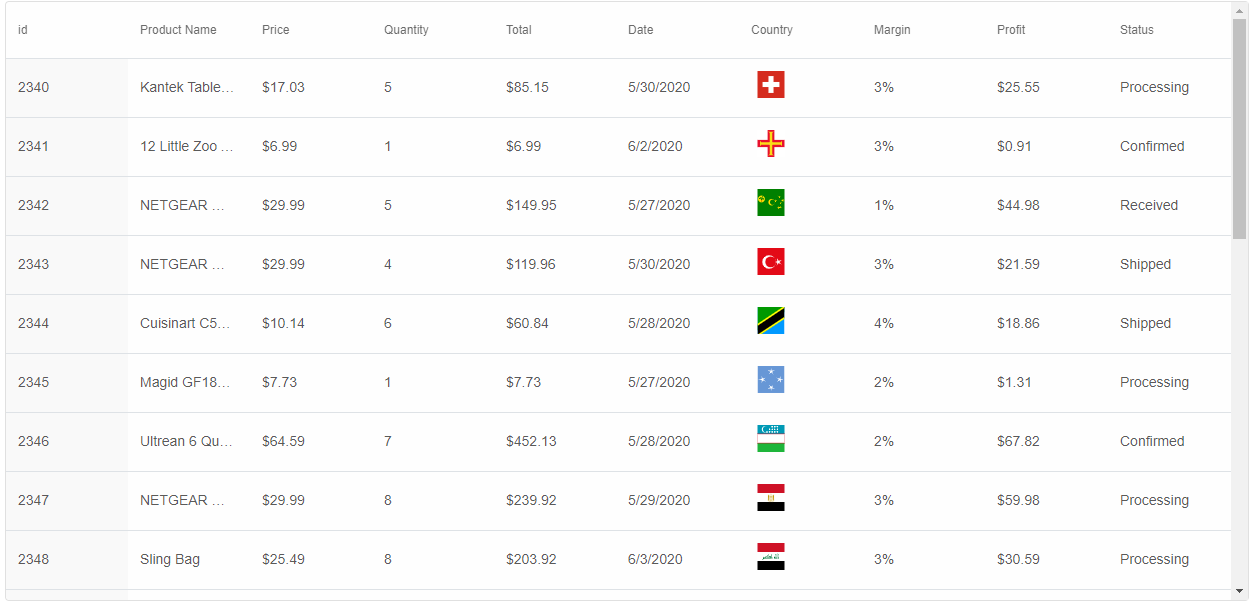 id Product Name Price Quantity Total Date Country Margin Profit Status
2340 Kantek Table... $17.03 5 $85.15 5/30/2020 3% $25.55 Processing
2341 12 Little Zoo ... $6.99 1 $6.99 6/2/2020 3% $0.91 Confirmed
2342 NETGEAR ... $29.99 5 $149.95 5/27/2020 1% $44.98 Received
2343 NETGEAR ... $29.99 4 $119.96 5/30/2020 3% $21.59 Shipped
2344 Cuisinart C5... $10.14 6 $60.84 5/28/2020 4% $18.86 Shipped
2345 Magid GF18... $7.73 1 $7.73 5/27/2020 2% $1.31 Processing
2346 Ultrean 6 Qu... $64.59 7 $452.13 5/28/2020 2% $67.82 Confirmed
2347 NETGEAR ... $29.99 8 $239.92 5/29/2020 3% $59.98 Processing
2348 Sling Bag $25.49 8 $203.92 6/3/2020 3% $30.59 Processing